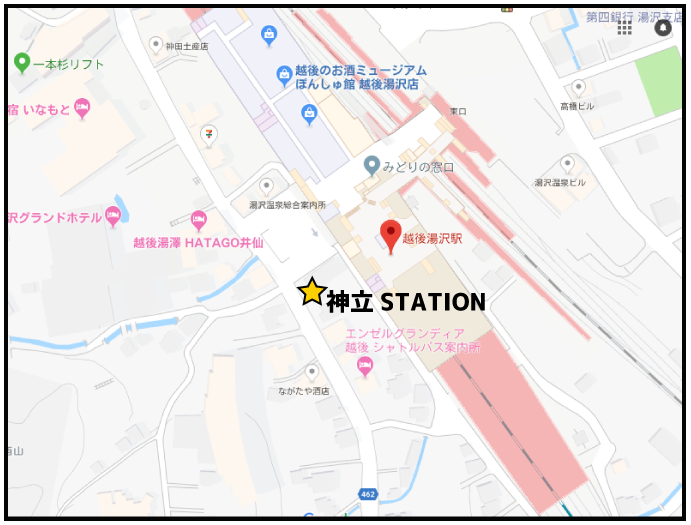 第四銀行 湯沢支店
神田土産店
一本杉リフト
越後のお酒ミュージアム
ぽんしゅ館 越後湯沢店
宿 いなもと
東口
高橋ビル
7
みどりの窓口
湯沢温泉ビル
湯沢温泉総合案内所
沢グランドホテル
越後湯澤 HATAGO井仙
越後湯沢駅
神立 STATION
エンゼルグランディア
越後 シャトルバス案内所
ながたや酒店
山
462